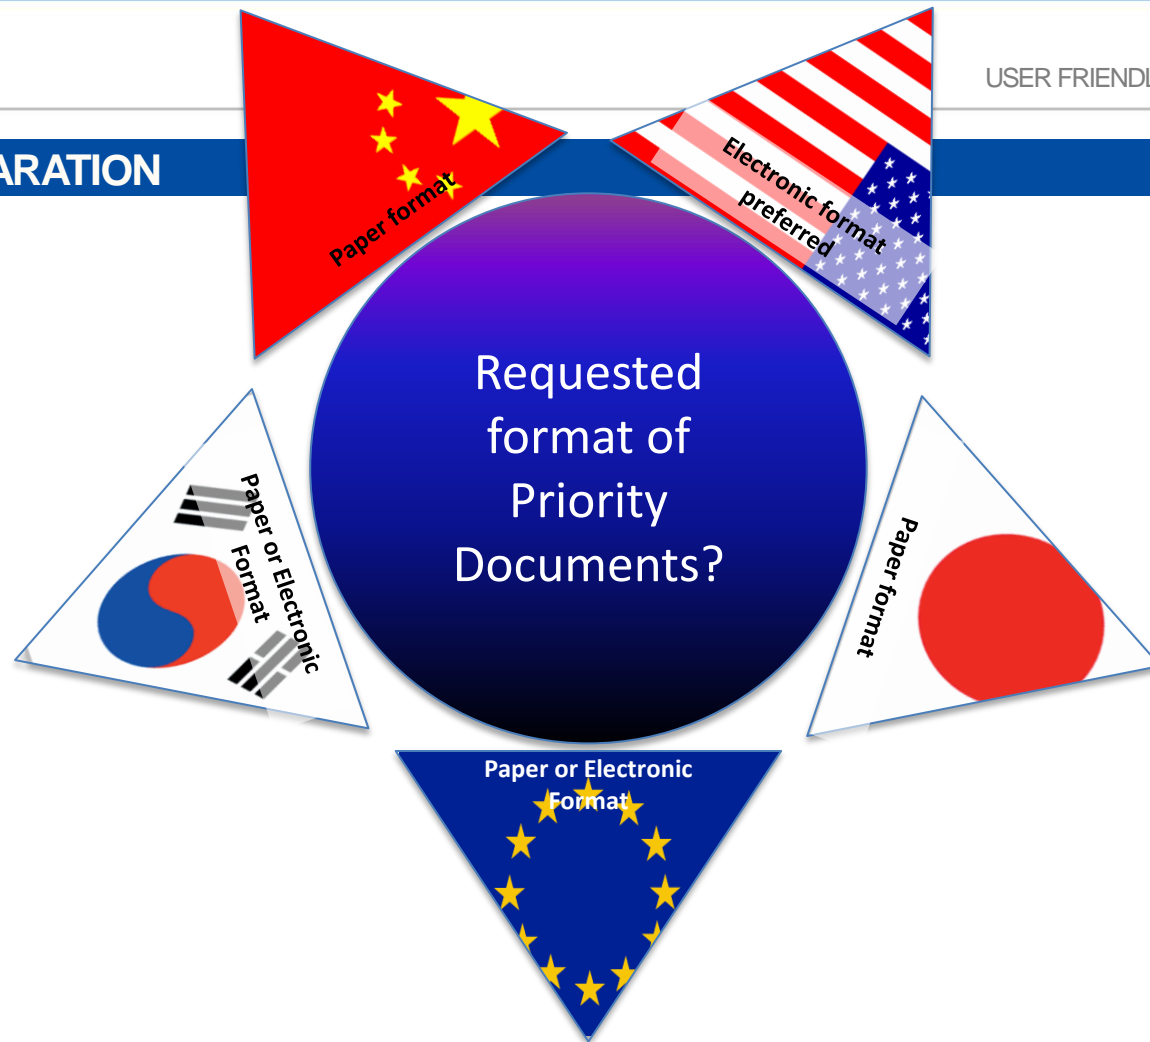 USER FRIENDL
ARATION
Paper format
Electronic format
preferred
Requested
format of
Priority
Documents?
Paper or Electronic
Format
Paper format
Paper or Electronic
Format